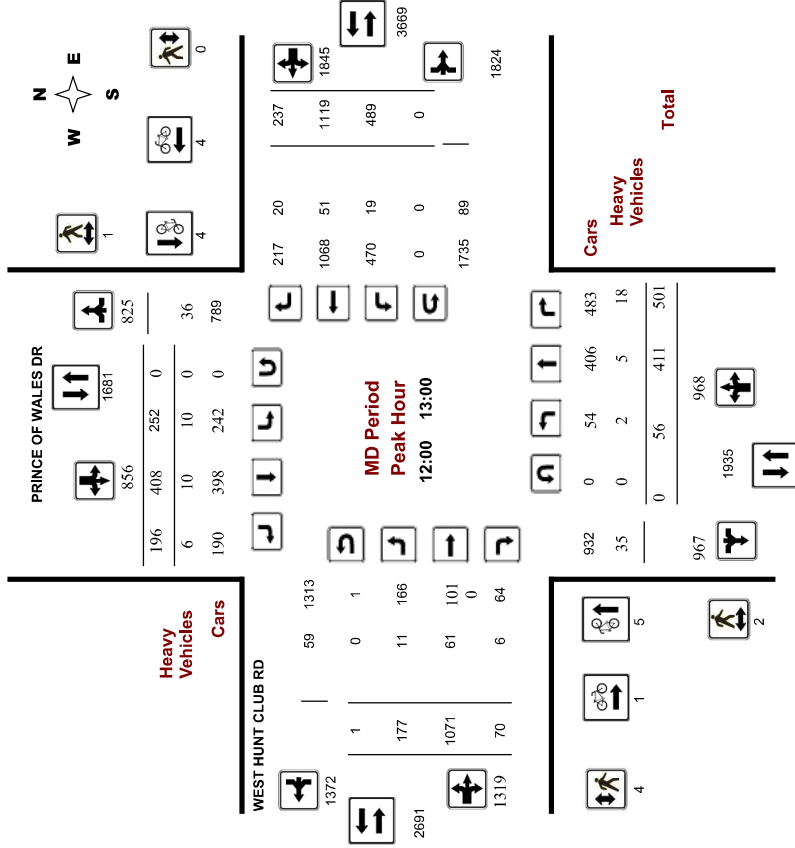 N
W
E
S
0
4
1
4
PRINCE OF WALES DR
856
1681
825
196 408 252 0
6 10 10 0 36
190 398 242 0 789
Heavy
Vehicles
Cars
1845
3669
1824
217 20 237
1068 51 1119
470 19 489
0 0 0
1735 89
MD Period
Peak Hour
12:00 13:00
WEST HUNT CLUB RD
1372
2691
1319
59 1313
1 0 1
177 11 166
1071 61 101
0
70 6 64
Cars
Heavy
Vehicles
Total
932 0 54 406 483
35 0 2 5 18
0 56 411 501
967
1935
968
4
1
5
2